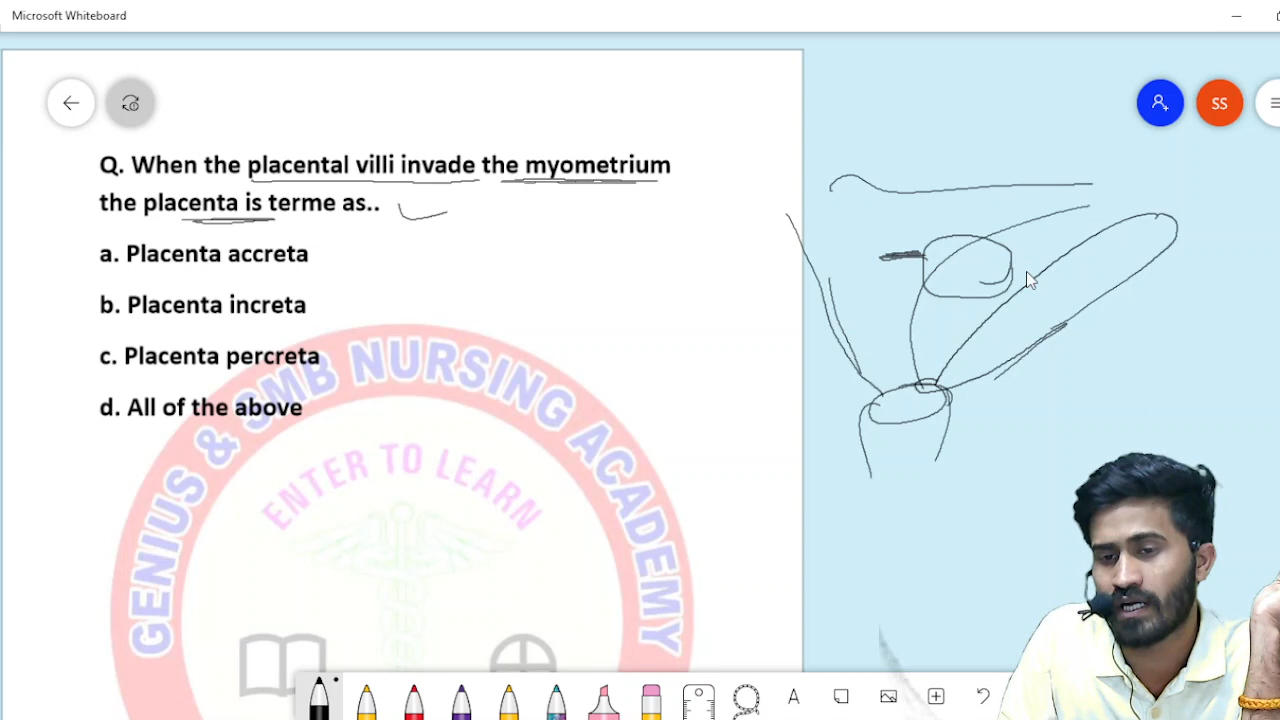 Microsoft Whiteboard
SS
Q. When the placental villi invade the myometrium
the placenta is terme as..
a. Placenta accreta
b. Placenta increta
c. Placenta percreta
d. All of the above
GENIUS & SMB NURSING ACADEMY
ENTER TO LEARN
A